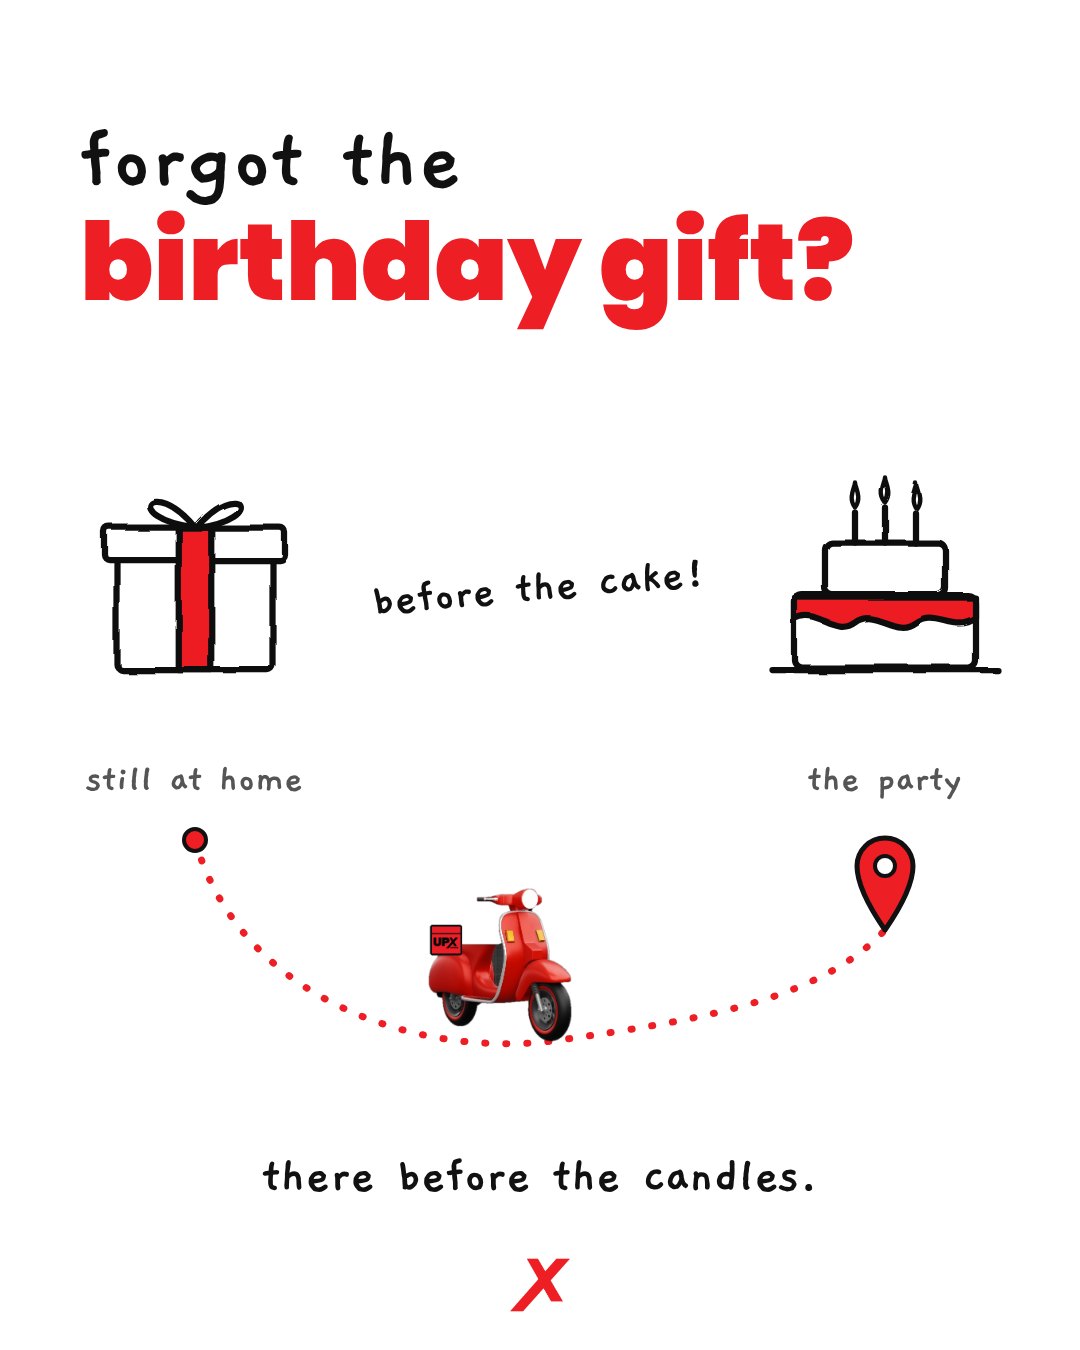 forgot the
birthday gift?
before the cake!
still at home
the party
UPX
there before the candles.
X